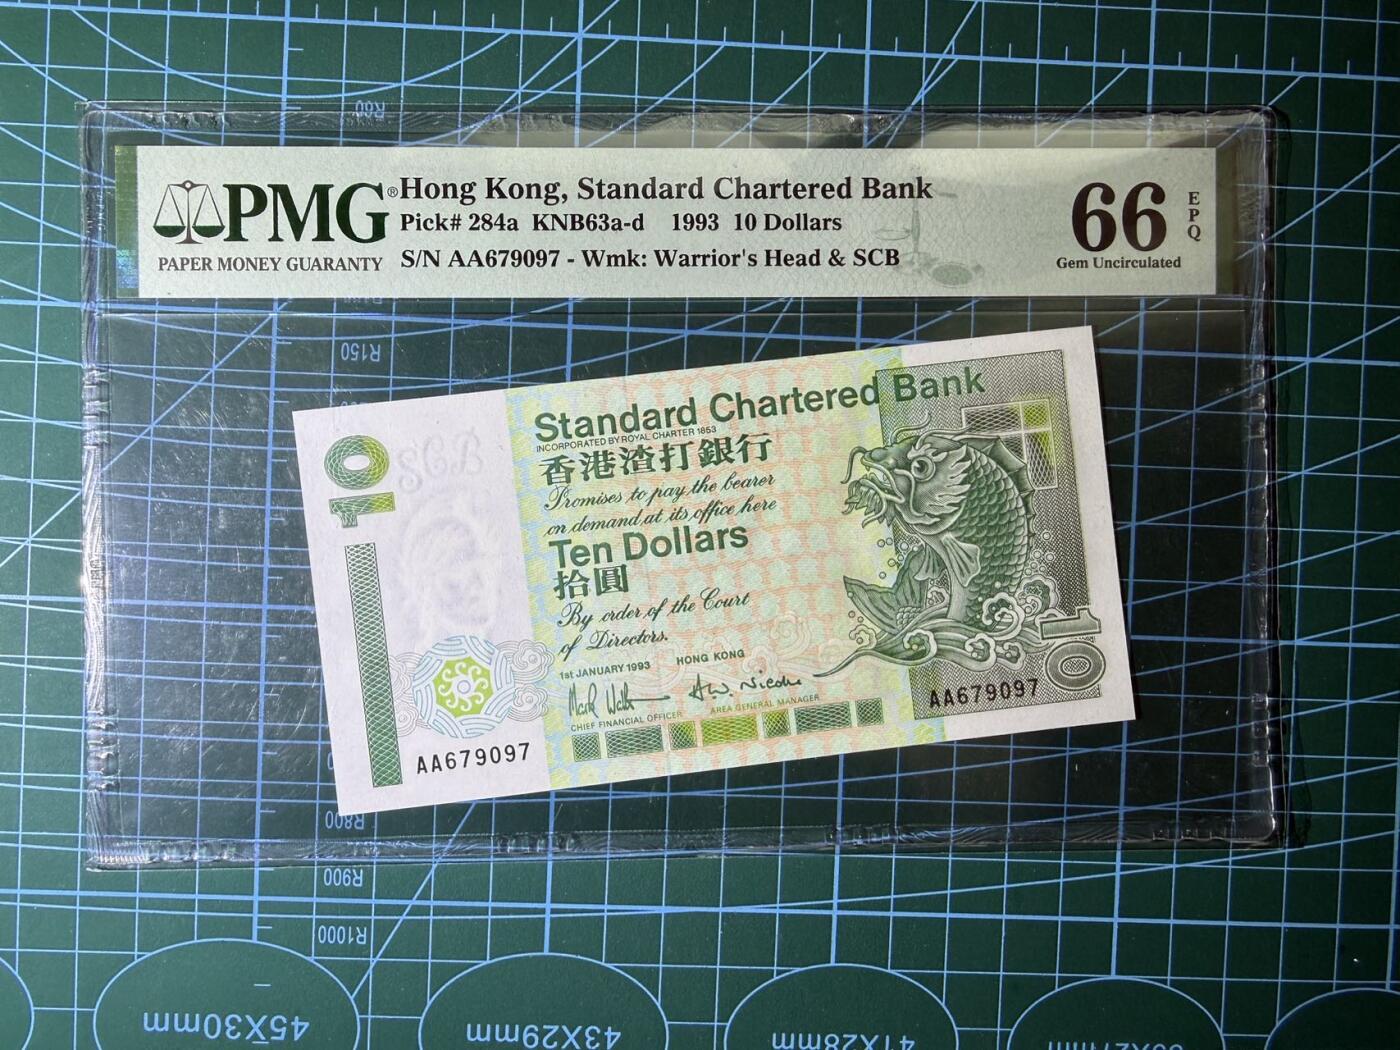 PMG®
PAPER MONEY GUARANTY
Hong Kong, Standard Chartered Bank
Pick# 284a KNB63a-d 1993 10 Dollars
S/N AA679097 - Wmk: Warrior's Head & SCB
66
EPQ
Gem Uncirculated
R60
R150
10
SCB
Standard Chartered Bank
INCORPORATED BY ROYAL CHARTER 1853
香港渣打銀行
Promises to pay the bearer
on demand at its office here
Ten Dollars
拾圓
By order of the Court
of Directors.
1st JANUARY 1993 HONG KONG
CHIEF FINANCIAL OFFICER AREA GENERAL MANAGER
AA679097
AA679097
10
R800
R900
R1000
45X30mm
43X29mm
41X28mm